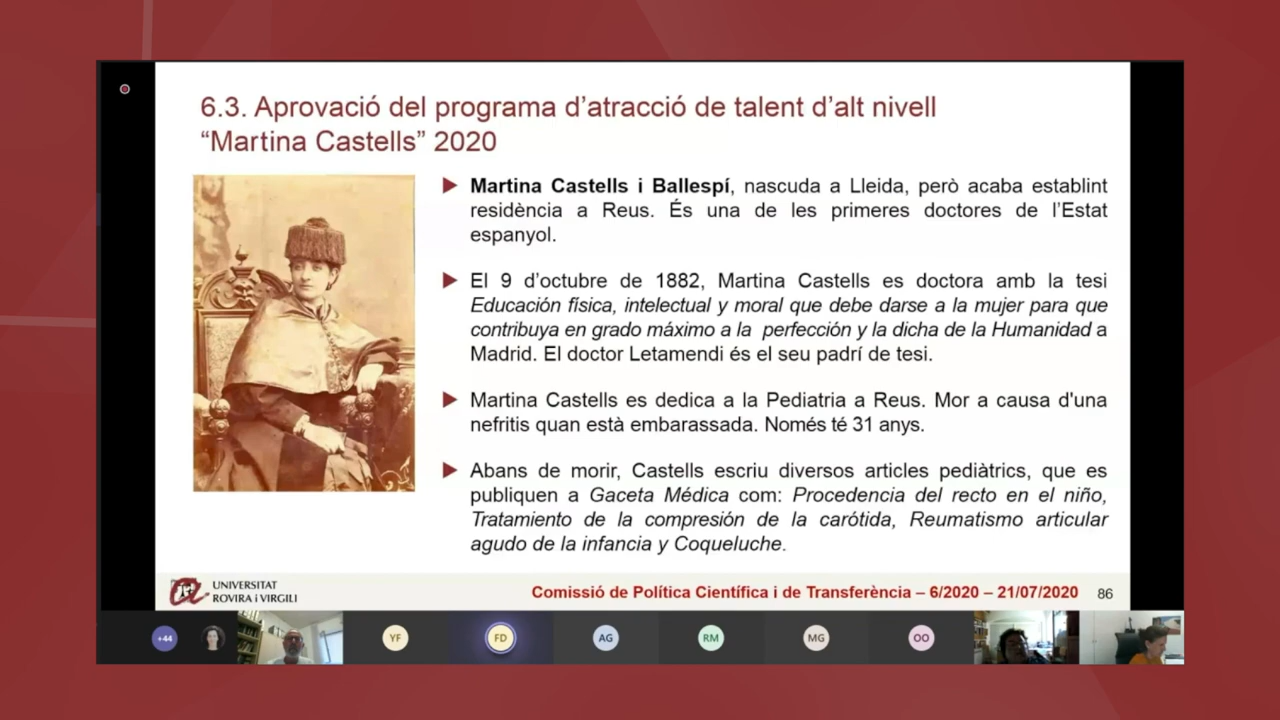 6.3. Aprovació del programa d’atracció de talent d’alt nivell
“Martina Castells” 2020
Martina Castells i Ballespí, nascuda a Lleida, però acaba establint
residència a Reus. És una de les primeres doctores de l’Estat
espanyol.
El 9 d’octubre de 1882, Martina Castells es doctora amb la tesi
Educación física, intelectual y moral que debe darse a la mujer para que
contribuya en grado máximo a la perfección y la dicha de la Humanidad a
Madrid. El doctor Letamendi és el seu padrí de tesi.
Martina Castells es dedica a la Pediatria a Reus. Mor a causa d'una
nefritis quan està embarassada. Només té 31 anys.
Abans de morir, Castells escriu diversos articles pediàtrics, que es
publiquen a Gaceta Médica com: Procedencia del recto en el niño,
Tratamiento de la compresión de la carótida, Reumatismo articular
agudo de la infancia y Coqueluche.
UNIVERSITAT
ROVIRA i VIRGILI
Comissió de Política Científica i de Transferència – 6/2020 – 21/07/2020
86
+44
YF
FD
AG
RM
MG
OO